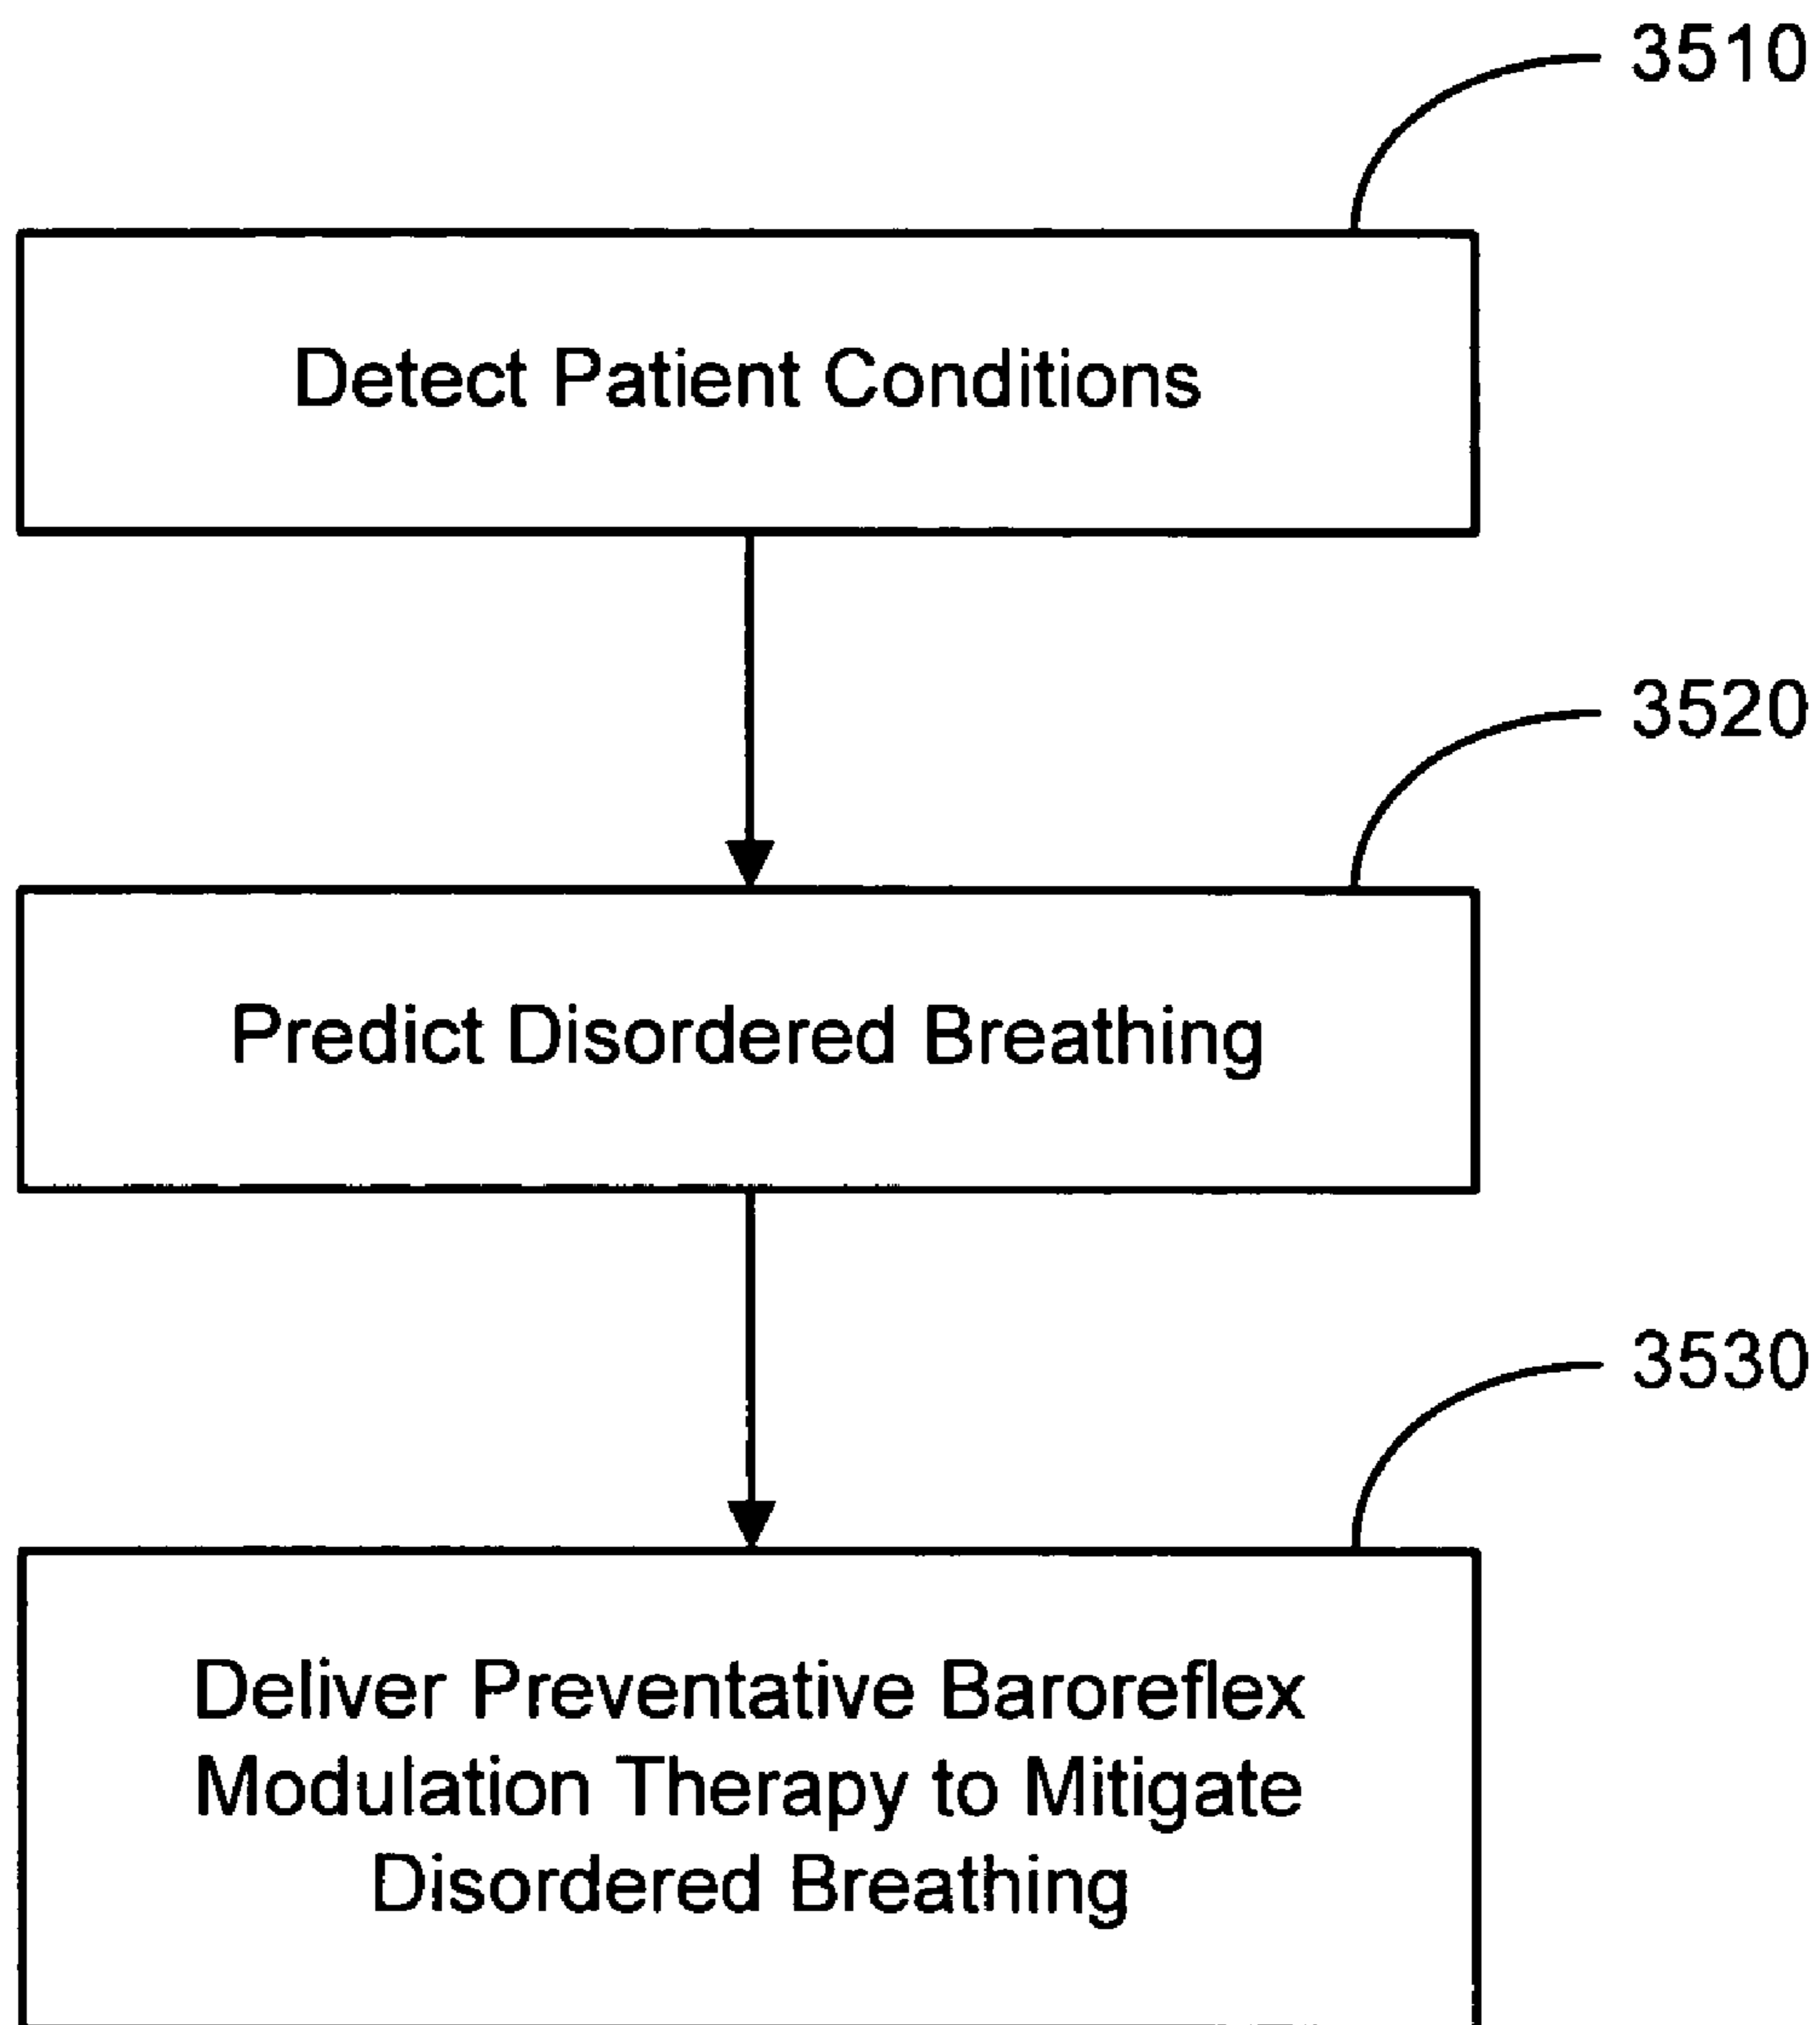 3510
Detect Patient Conditions
3520
Predict Disordered Breathing
3530
Deliver Preventative Baroreflex
Modulation Therapy to Mitigate
Disordered Breathing